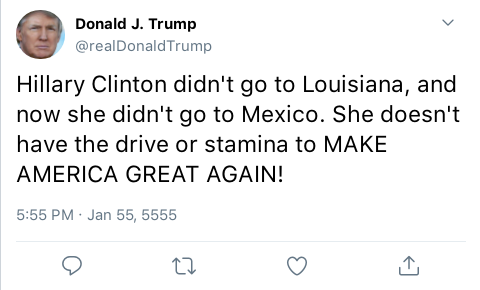 Donald J. Trump
@realDonaldTrump
Hillary Clinton didn't go to Louisiana, and
now she didn't go to Mexico. She doesn't
have the drive or stamina to MAKE
AMERICA GREAT AGAIN!
5:55 PM · Jan 55, 5555